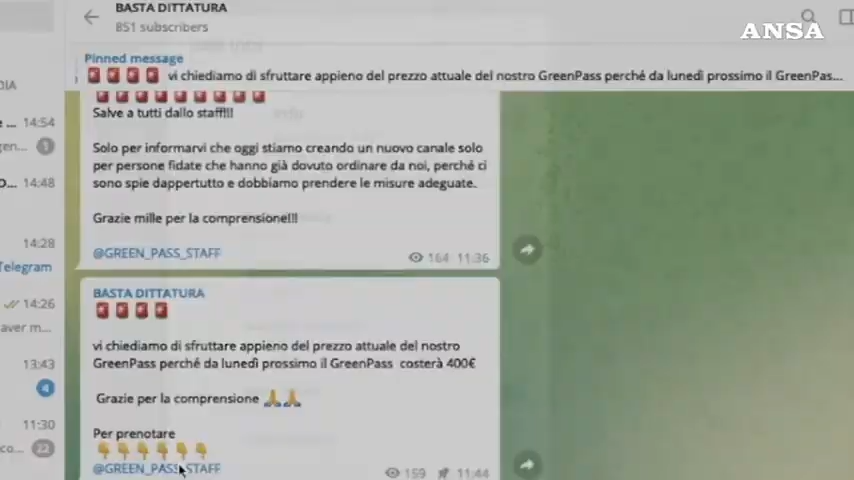 BASTA DITTATURA
851 subscribers
ANSA
Pinned message
vi chiediamo di sfruttare appieno del prezzo attuale del nostro GreenPass perché da lunedì prossimo il GreenPas...
Salve a tutti dallo staff!!!
Solo per informarvi che oggi stiamo creando un nuovo canale solo
per persone fidate che hanno già dovuto ordinare da noi, perché ci
sono spie dappertutto e dobbiamo prendere le misure adeguate.
Grazie mille per la comprensione!!!
@GREEN_PASS_STAFF
164 11:36
BASTA DITTATURA
vi chiediamo di sfruttare appieno del prezzo attuale del nostro
GreenPass perché da lunedì prossimo il GreenPass costerà 400€
Grazie per la comprensione 🙏🙏
Per prenotare
👇👇👇👇👇👇
@GREEN_PASS_STAFF
159 11:44
DIA
... 14:54
gen... 1
D... 14:48
14:28
Telegram
14:26
aver m...
13:43
4
11:30
co... 22